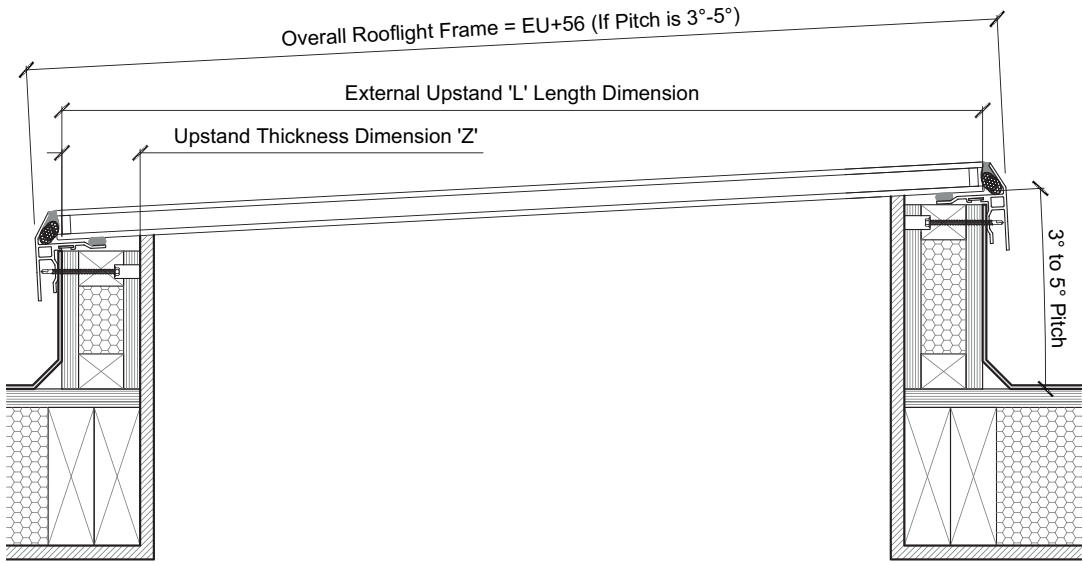 Overall Rooflight Frame = EU+56 (If Pitch is 3°-5°)
External Upstand 'L' Length Dimension
Upstand Thickness Dimension 'Z'
3° to 5° Pitch